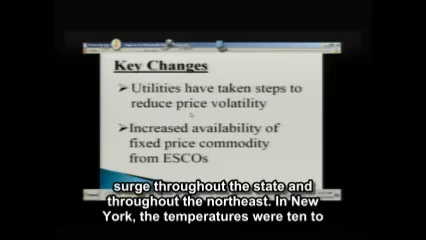 Key Changes
➢Utilities have taken steps to
reduce price volatility
➢Increased availability of
fixed price commodity
from ESCOs
surge throughout the state and
throughout the northeast. In New
York, the temperatures were ten to